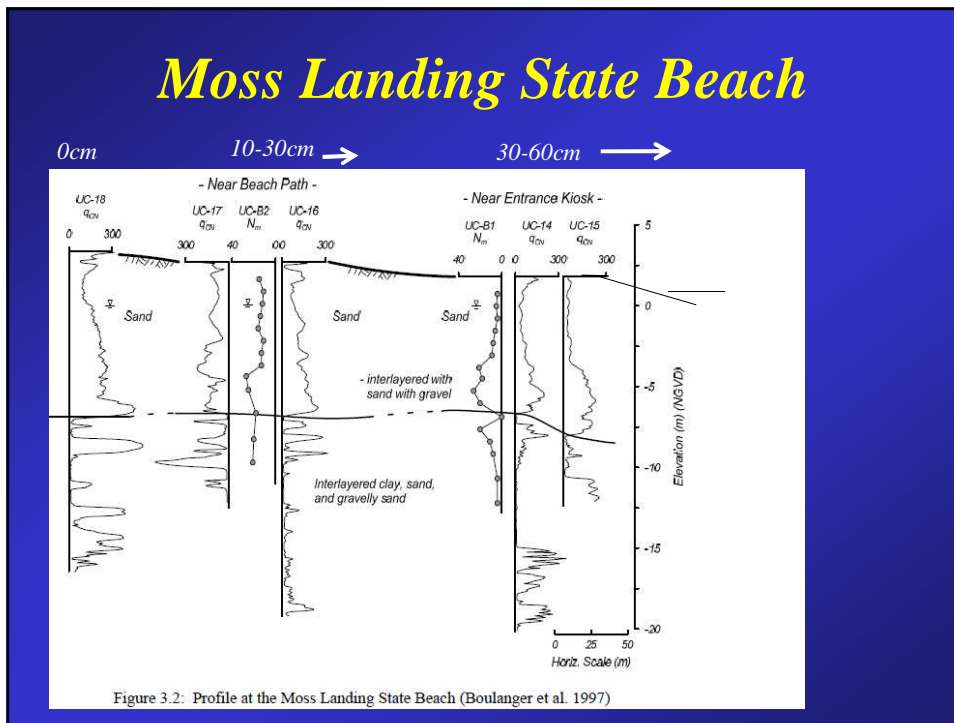 Moss Landing State Beach
0cm
10-30cm
30-60cm
- Near Beach Path -
- Near Entrance Kiosk -
UC-18
qCN
UC-17
qCN
UC-B2
Nm
UC-16
qCN
UC-B1
Nm
UC-14
qCN
UC-15
qCN
0 300
300
40
0 0
300
40 0
0 300
300
300
5
0
-5
-10
-15
-20
Elevation (m) (NGVD)
Sand
Sand
Sand
- interlayered with
sand with gravel
Interlayered clay, sand,
and gravelly sand
0 25 50
Horiz. Scale (m)
Figure 3.2: Profile at the Moss Landing State Beach (Boulanger et al. 1997)